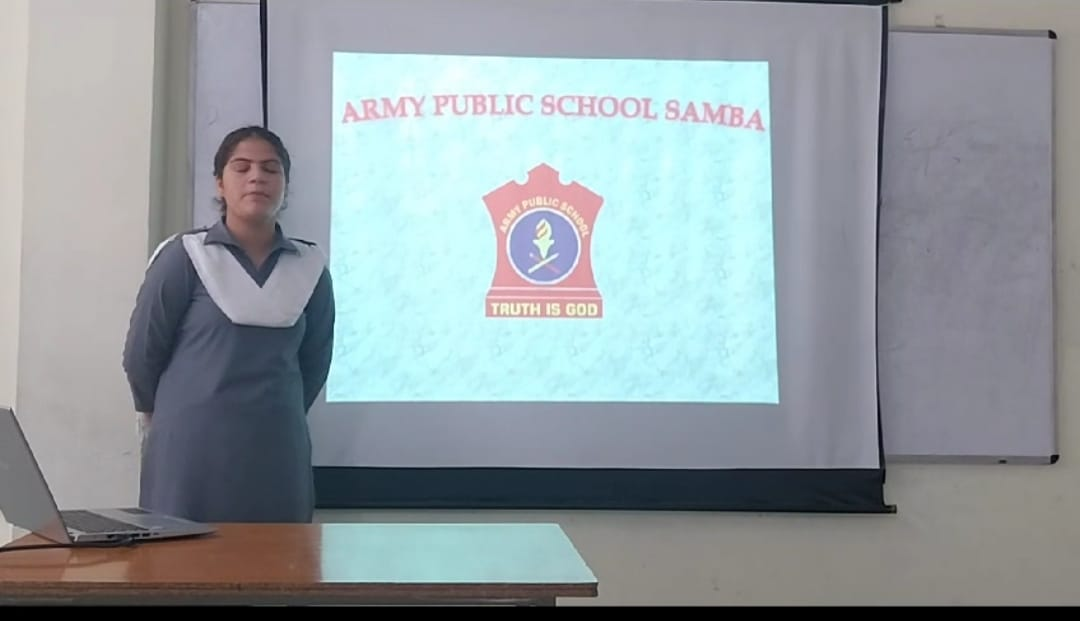 ARMY PUBLIC SCHOOL SAMBA
ARMY PUBLIC SCHOOL
TRUTH IS GOD